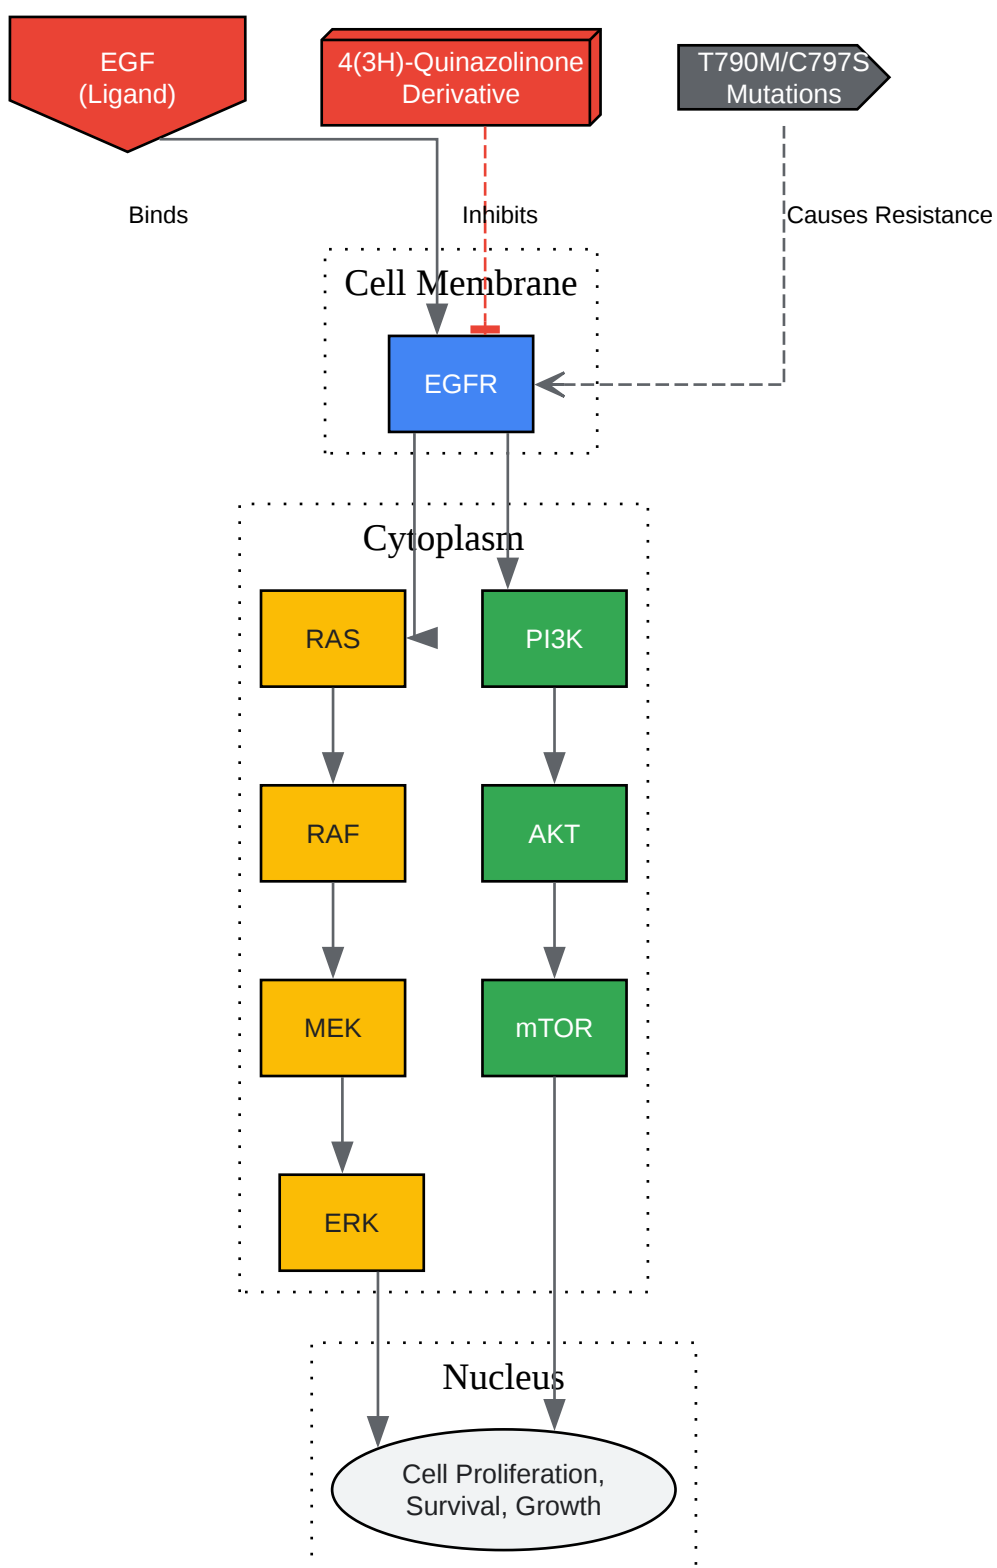 EGF
(Ligand)
4(3H)-Quinazolinone
Derivative
T790M/C797S
Mutations
Binds
Inhibits
Causes Resistance
Cell Membrane
EGFR
Cytoplasm
RAS
PI3K
RAF
AKT
MEK
mTOR
ERK
Nucleus
Cell Proliferation,
Survival, Growth